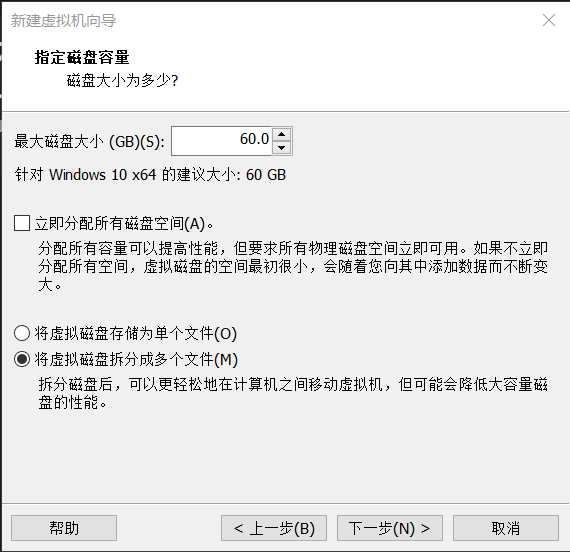 新建虚拟机向导
指定磁盘容量
磁盘大小为多少?
最大磁盘大小 (GB)(S): 60.0
针对 Windows 10 x64 的建议大小: 60 GB
立即分配所有磁盘空间(A)。
分配所有容量可以提高性能，但要求所有物理磁盘空间立即可用。如果不立即
分配所有空间，虚拟磁盘的空间最初很小，会随着您向其中添加数据而不断变
大。
将虚拟磁盘存储为单个文件(O)
将虚拟磁盘拆分成多个文件(M)
拆分磁盘后，可以更轻松地在计算机之间移动虚拟机，但可能会降低大容量磁
盘的性能。
帮助 < 上一步(B) 下一步(N) > 取消